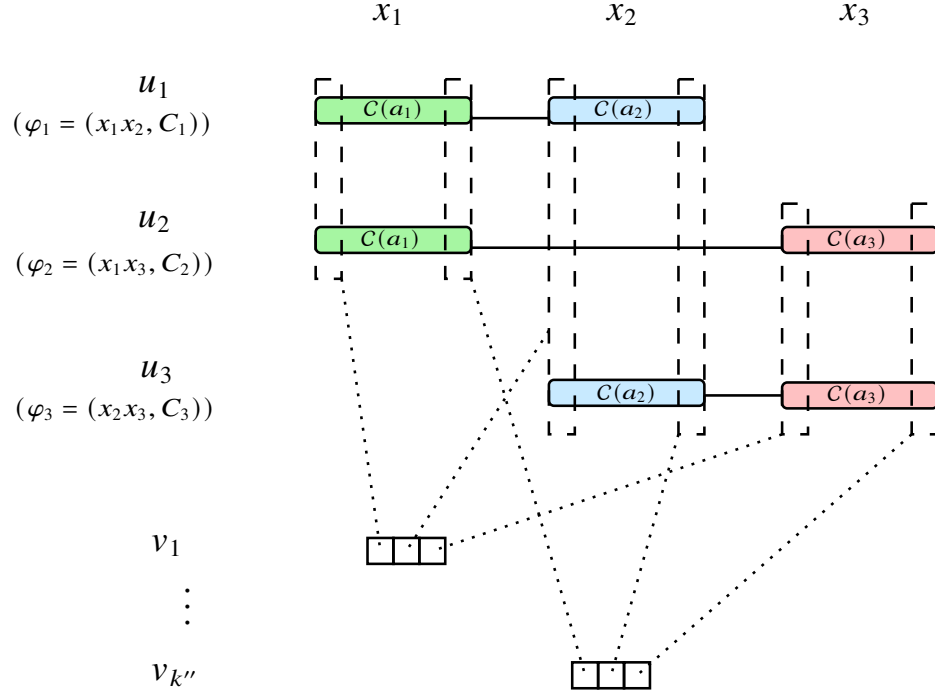 x₁ x₂ x₃
u₁ C(a₁) C(a₂)
(φ₁ = (x₁x₂, C₁))
u₂ C(a₁) C(a₃)
(φ₂ = (x₁x₃, C₂))
u₃ C(a₂) C(a₃)
(φ₃ = (x₂x₃, C₃))
v₁
⋮
vₖ″